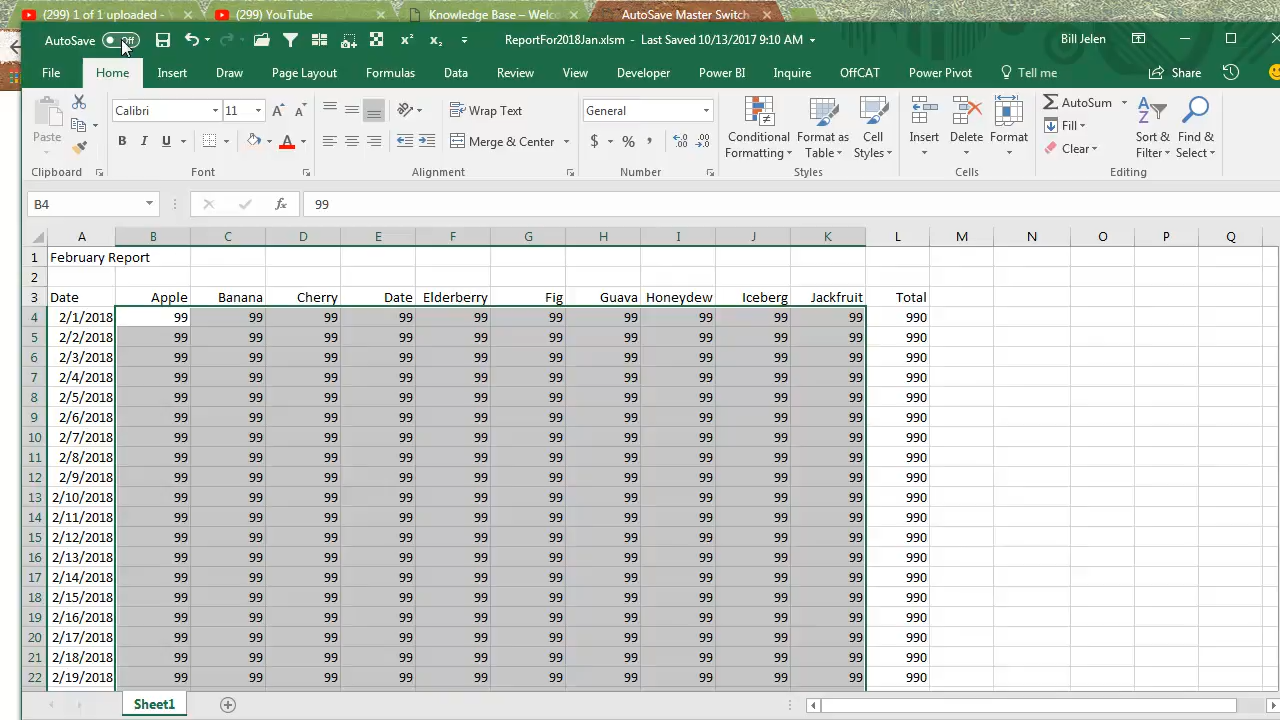 (299) 1 of 1 uploaded - × (299) YouTube × Knowledge Base – Welco × AutoSave Master Switch ×
AutoSave Off ReportFor2018Jan.xlsm - Last Saved 10/13/2017 9:10 AM Bill Jelen
File Home Insert Draw Page Layout Formulas Data Review View Developer Power BI Inquire OffCAT Power Pivot Tell me Share
Paste Calibri 11 Wrap Text General Conditional Formatting Format as Table Cell Styles Insert Delete Format AutoSum Fill Clear Sort & Filter Find & Select
B I U A Merge & Center $ % ,
Clipboard Font Alignment Number Styles Cells Editing
B4 fx 99
A B C D E F G H I J K L M N O P Q
1 February Report
2
3 Date Apple Banana Cherry Date Elderberry Fig Guava Honeydew Iceberg Jackfruit Total
4 2/1/2018 99 99 99 99 99 99 99 99 99 99 990
5 2/2/2018 99 99 99 99 99 99 99 99 99 99 990
6 2/3/2018 99 99 99 99 99 99 99 99 99 99 990
7 2/4/2018 99 99 99 99 99 99 99 99 99 99 990
8 2/5/2018 99 99 99 99 99 99 99 99 99 99 990
9 2/6/2018 99 99 99 99 99 99 99 99 99 99 990
10 2/7/2018 99 99 99 99 99 99 99 99 99 99 990
11 2/8/2018 99 99 99 99 99 99 99 99 99 99 990
12 2/9/2018 99 99 99 99 99 99 99 99 99 99 990
13 2/10/2018 99 99 99 99 99 99 99 99 99 99 990
14 2/11/2018 99 99 99 99 99 99 99 99 99 99 990
15 2/12/2018 99 99 99 99 99 99 99 99 99 99 990
16 2/13/2018 99 99 99 99 99 99 99 99 99 99 990
17 2/14/2018 99 99 99 99 99 99 99 99 99 99 990
18 2/15/2018 99 99 99 99 99 99 99 99 99 99 990
19 2/16/2018 99 99 99 99 99 99 99 99 99 99 990
20 2/17/2018 99 99 99 99 99 99 99 99 99 99 990
21 2/18/2018 99 99 99 99 99 99 99 99 99 99 990
22 2/19/2018 99 99 99 99 99 99 99 99 99 99 990
Sheet1